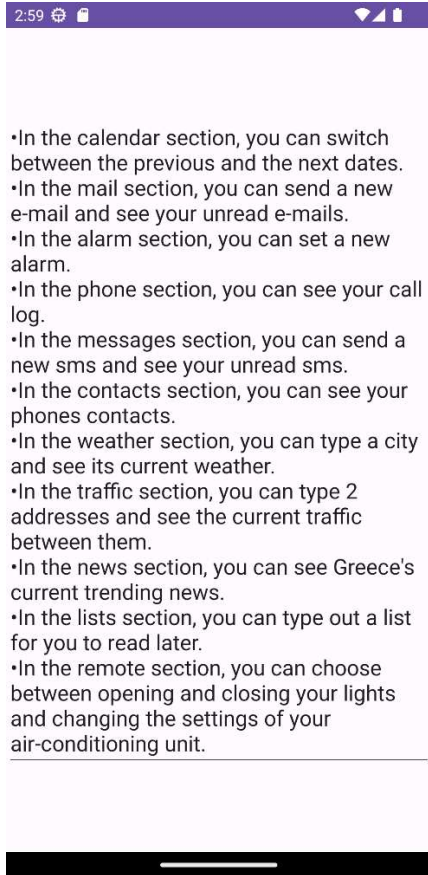 2:59
•In the calendar section, you can switch
between the previous and the next dates.
•In the mail section, you can send a new
e-mail and see your unread e-mails.
•In the alarm section, you can set a new
alarm.
•In the phone section, you can see your call
log.
•In the messages section, you can send a
new sms and see your unread sms.
•In the contacts section, you can see your
phones contacts.
•In the weather section, you can type a city
and see its current weather.
•In the traffic section, you can type 2
addresses and see the current traffic
between them.
•In the news section, you can see Greece's
current trending news.
•In the lists section, you can type out a list
for you to read later.
•In the remote section, you can choose
between opening and closing your lights
and changing the settings of your
air-conditioning unit.